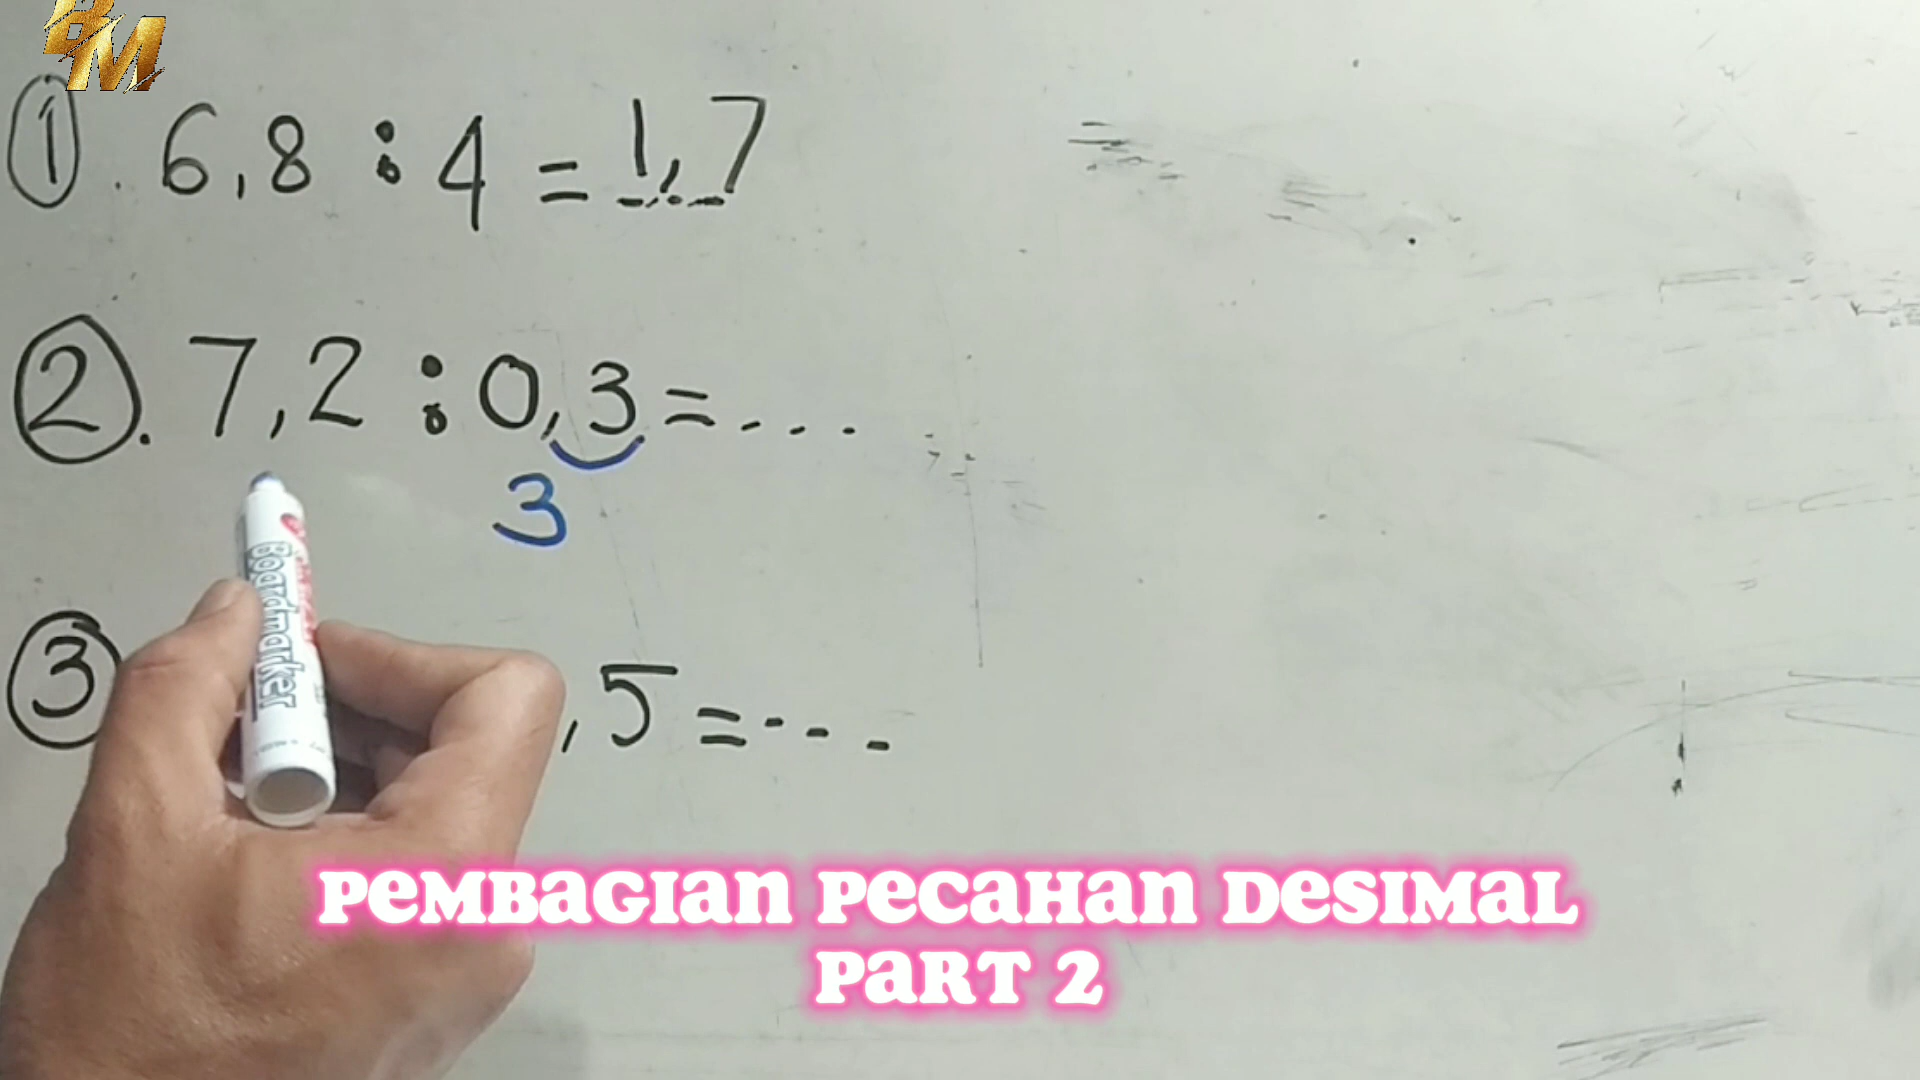 BM
1. 6,8 : 4 = 1,7
2. 7,2 : 0,3 = ...
3
3 ,5 = ...
Boardmarker
PEMBAGIAN PECAHAN DESIMAL
PART 2